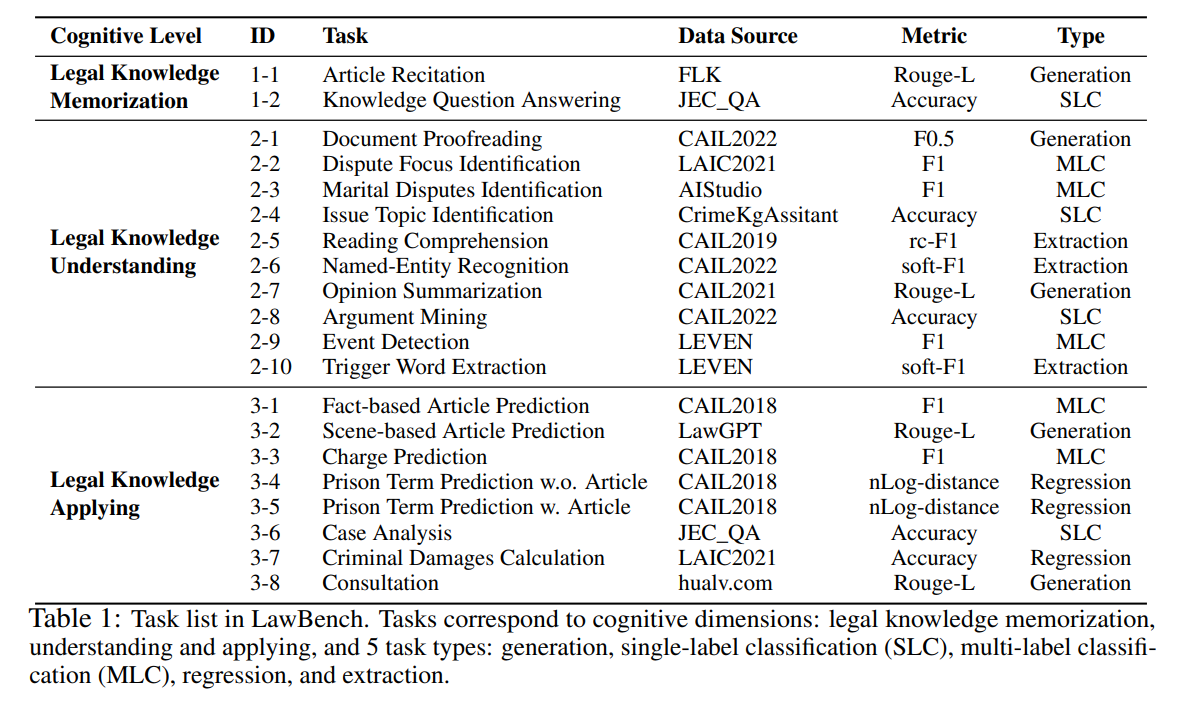 Cognitive Level ID Task Data Source Metric Type
Legal Knowledge Memorization
1-1 Article Recitation FLK Rouge-L Generation
1-2 Knowledge Question Answering JEC_QA Accuracy SLC
Legal Knowledge Understanding
2-1 Document Proofreading CAIL2022 F0.5 Generation
2-2 Dispute Focus Identification LAIC2021 F1 MLC
2-3 Marital Disputes Identification AIStudio F1 MLC
2-4 Issue Topic Identification CrimeKgAssitant Accuracy SLC
2-5 Reading Comprehension CAIL2019 rc-F1 Extraction
2-6 Named-Entity Recognition CAIL2022 soft-F1 Extraction
2-7 Opinion Summarization CAIL2021 Rouge-L Generation
2-8 Argument Mining CAIL2022 Accuracy SLC
2-9 Event Detection LEVEN F1 MLC
2-10 Trigger Word Extraction LEVEN soft-F1 Extraction
Legal Knowledge Applying
3-1 Fact-based Article Prediction CAIL2018 F1 MLC
3-2 Scene-based Article Prediction LawGPT Rouge-L Generation
3-3 Charge Prediction CAIL2018 F1 MLC
3-4 Prison Term Prediction w.o. Article CAIL2018 nLog-distance Regression
3-5 Prison Term Prediction w. Article CAIL2018 nLog-distance Regression
3-6 Case Analysis JEC_QA Accuracy SLC
3-7 Criminal Damages Calculation LAIC2021 Accuracy Regression
3-8 Consultation hualv.com Rouge-L Generation
Table 1: Task list in LawBench. Tasks correspond to cognitive dimensions: legal knowledge memorization,
understanding and applying, and 5 task types: generation, single-label classification (SLC), multi-label classifi-
cation (MLC), regression, and extraction.